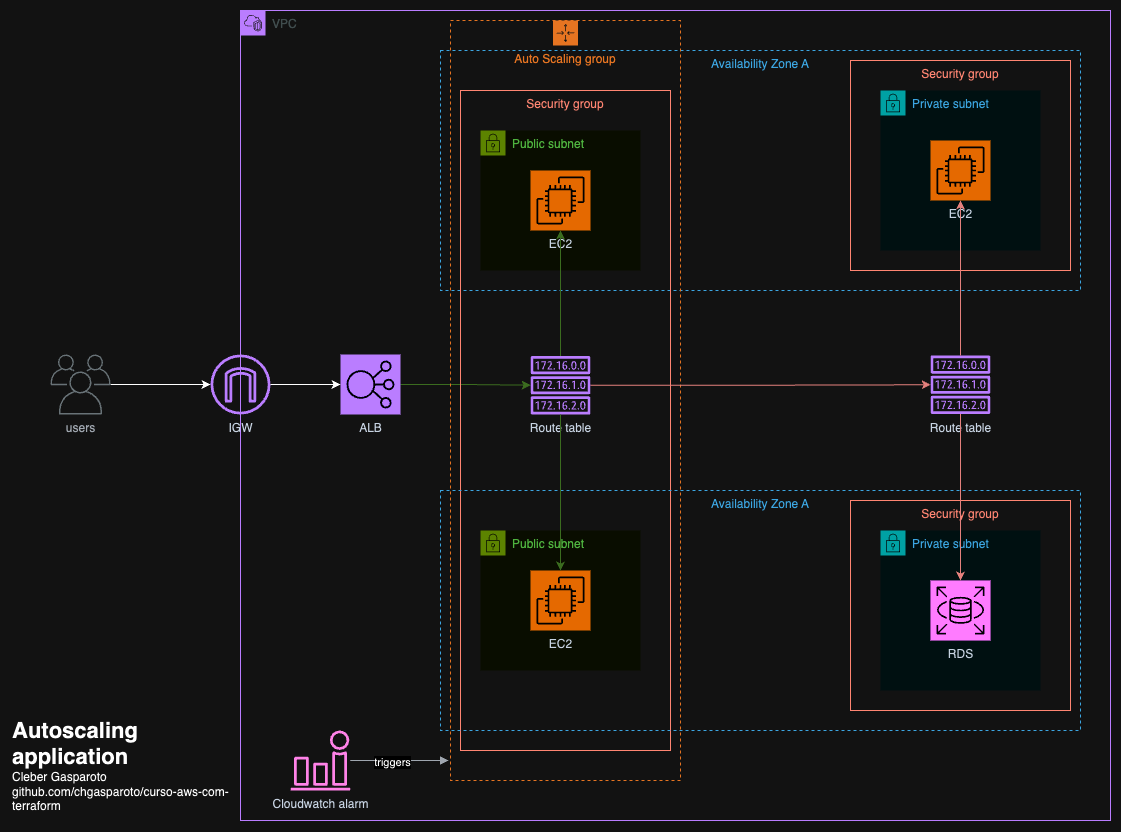 VPC
Auto Scaling group
Availability Zone A
Security group
Security group
Private subnet
Public subnet
EC2
EC2
172.16.0.0
172.16.1.0
172.16.2.0
Route table
172.16.0.0
172.16.1.0
172.16.2.0
Route table
users
IGW
ALB
Availability Zone A
Security group
Public subnet
Private subnet
EC2
RDS
Autoscaling
application
Cleber Gasparoto
github.com/chgasparoto/curso-aws-com-
terraform
triggers
Cloudwatch alarm